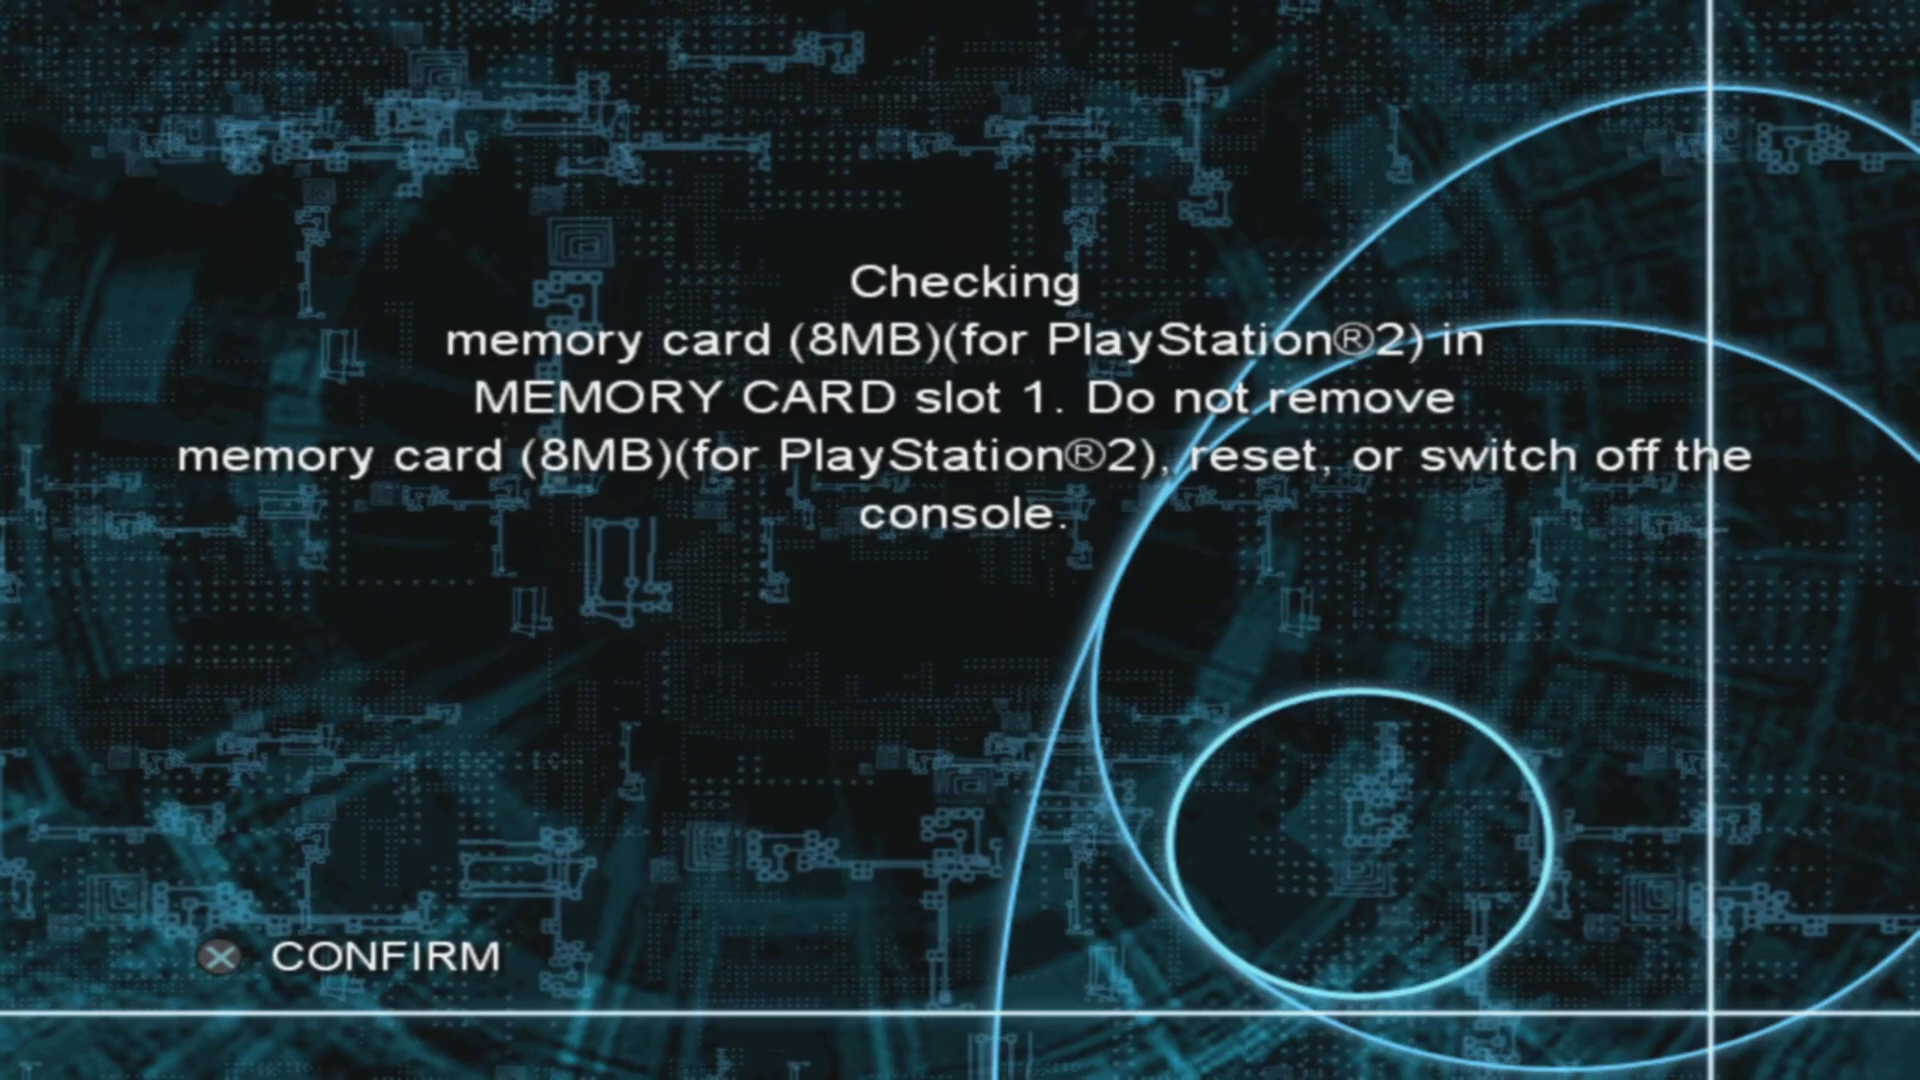 Checking
memory card (8MB)(for PlayStation®2) in
MEMORY CARD slot 1. Do not remove
memory card (8MB)(for PlayStation®2), reset, or switch off the
console.
CONFIRM